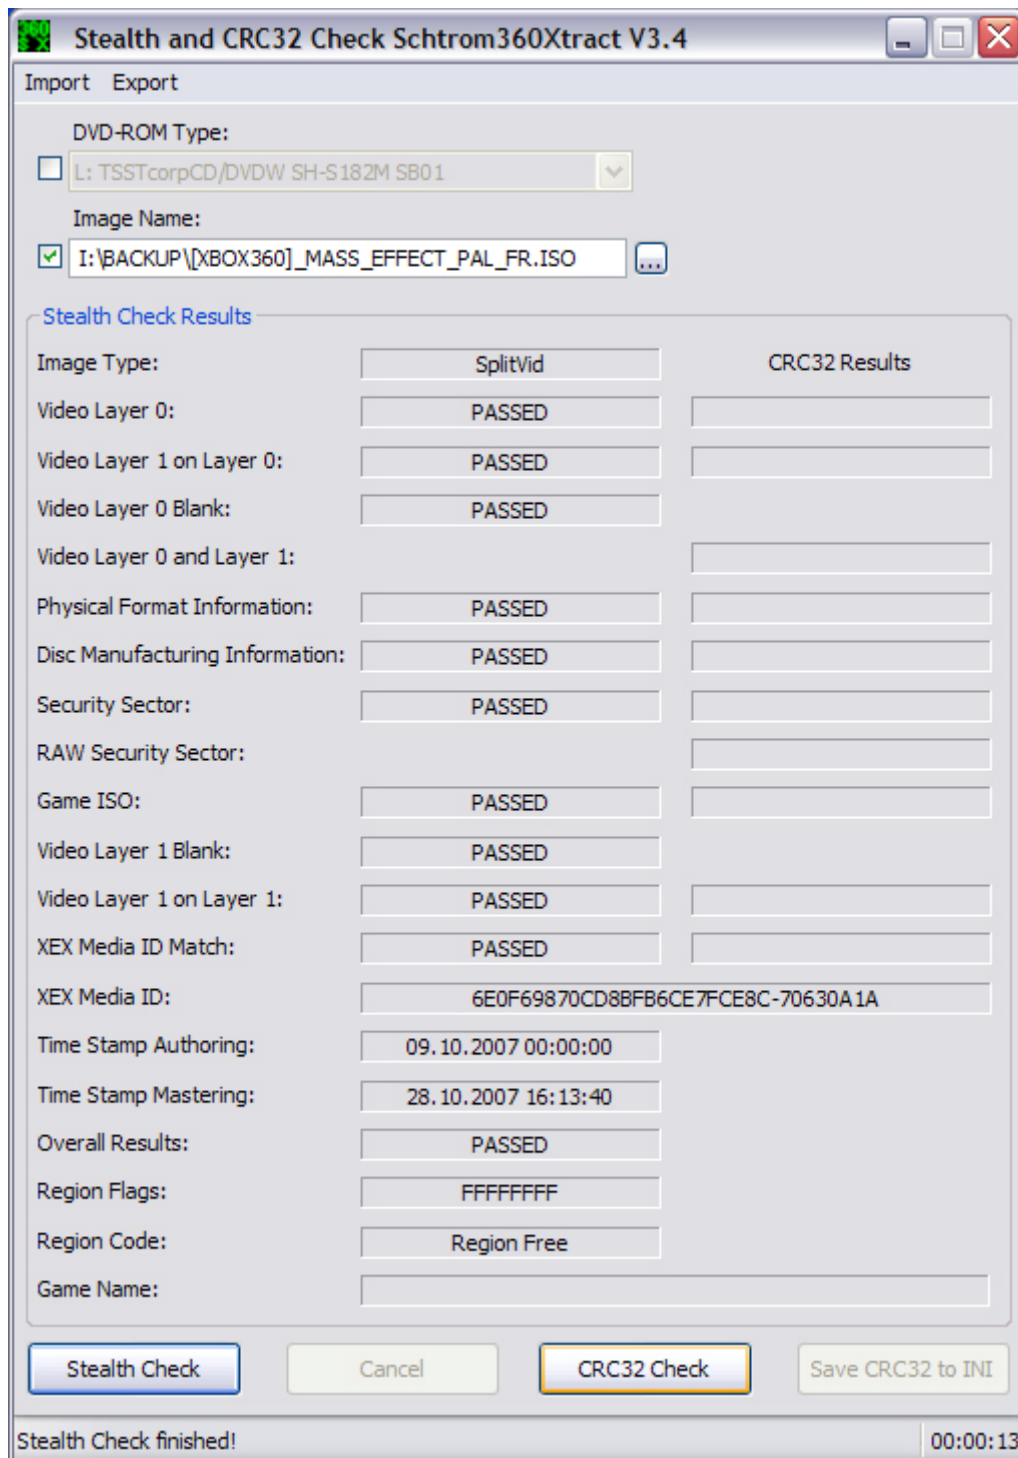 360
SX
Stealth and CRC32 Check Schtrom360Xtract V3.4
Import Export
DVD-ROM Type:
L: TSSTcorpCD/DVDW SH-S182M SB01
Image Name:
I:\BACKUP\[XBOX360]_MASS_EFFECT_PAL_FR.ISO ...
Stealth Check Results
Image Type: SplitVid CRC32 Results
Video Layer 0: PASSED
Video Layer 1 on Layer 0: PASSED
Video Layer 0 Blank: PASSED
Video Layer 0 and Layer 1:
Physical Format Information: PASSED
Disc Manufacturing Information: PASSED
Security Sector: PASSED
RAW Security Sector:
Game ISO: PASSED
Video Layer 1 Blank: PASSED
Video Layer 1 on Layer 1: PASSED
XEX Media ID Match: PASSED
XEX Media ID: 6E0F69870CD8BFB6CE7FCE8C-70630A1A
Time Stamp Authoring: 09.10.2007 00:00:00
Time Stamp Mastering: 28.10.2007 16:13:40
Overall Results: PASSED
Region Flags: FFFFFFFF
Region Code: Region Free
Game Name:
Stealth Check Cancel CRC32 Check Save CRC32 to INI
Stealth Check finished! 00:00:13